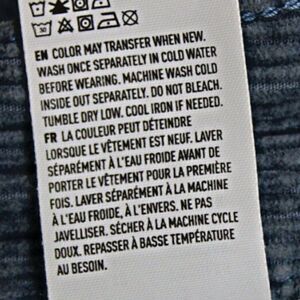 30
EN COLOR MAY TRANSFER WHEN NEW.
WASH ONCE SEPARATELY IN COLD WATER
BEFORE WEARING. MACHINE WASH COLD
INSIDE OUT SEPARATELY. DO NOT BLEACH.
TUMBLE DRY LOW. COOL IRON IF NEEDED.
FR LA COULEUR PEUT DÉTEINDRE
LORSQUE LE VÊTEMENT EST NEUF. LAVER
SÉPARÉMENT À L'EAU FROIDE AVANT DE
PORTER LE VÊTEMENT POUR LA PREMIÈRE
FOIS. LAVER SÉPARÉMENT À LA MACHINE
À L'EAU FROIDE, À L'ENVERS. NE PAS
JAVELLISER. SÉCHER À LA MACHINE CYCLE
DOUX. REPASSER À BASSE TEMPÉRATURE
AU BESOIN.